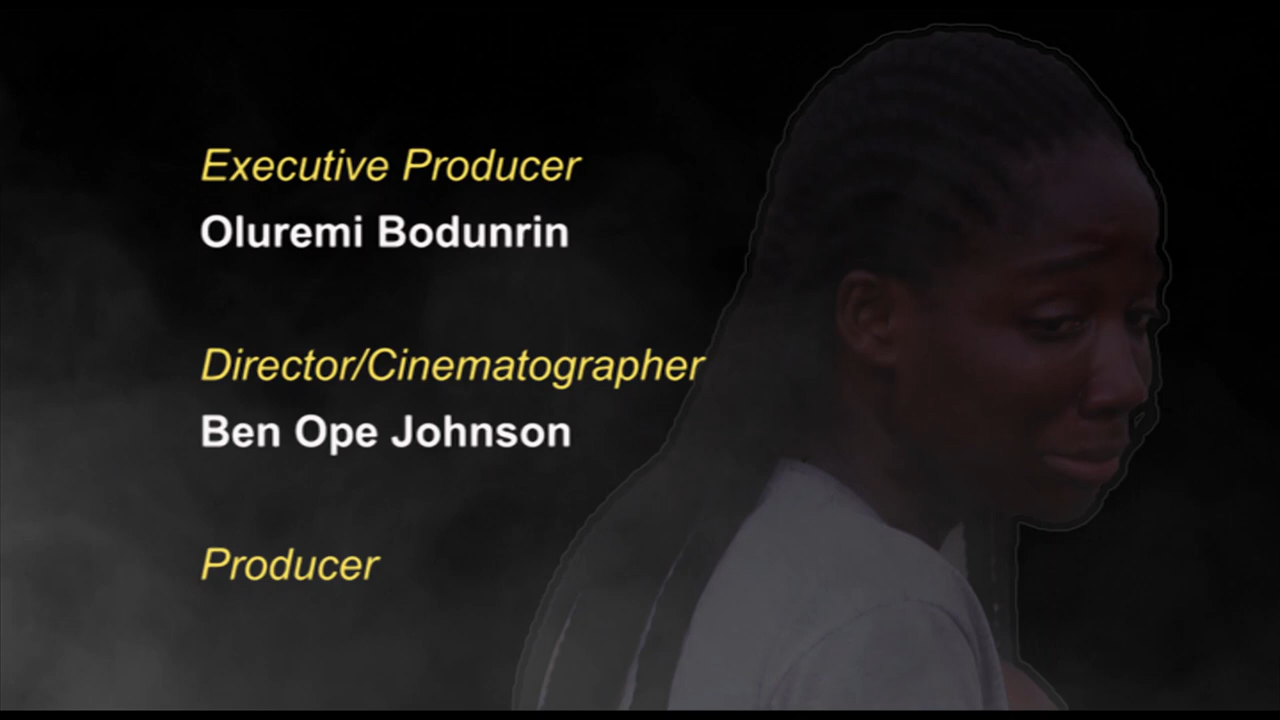 Executive Producer
Oluremi Bodunrin
Director/Cinematographer
Ben Ope Johnson
Producer